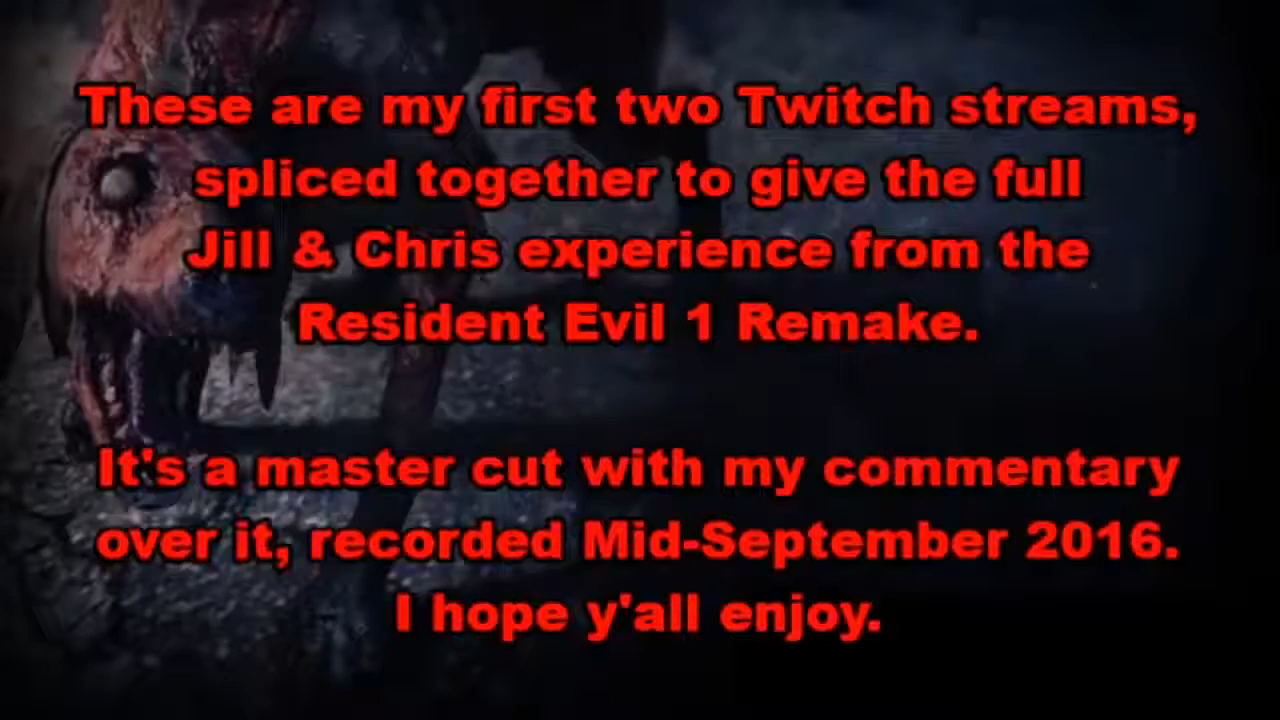 These are my first two Twitch streams,
spliced together to give the full
Jill & Chris experience from the
Resident Evil 1 Remake.
It's a master cut with my commentary
over it, recorded Mid-September 2016.
I hope y'all enjoy.